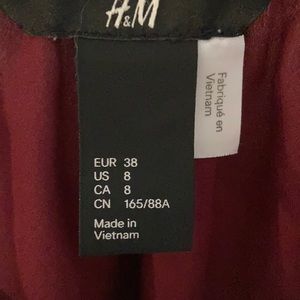 H&M
EUR 38
US 8
CA 8
CN 165/88A
Made in
Vietnam
Fabriqué en
Vietnam